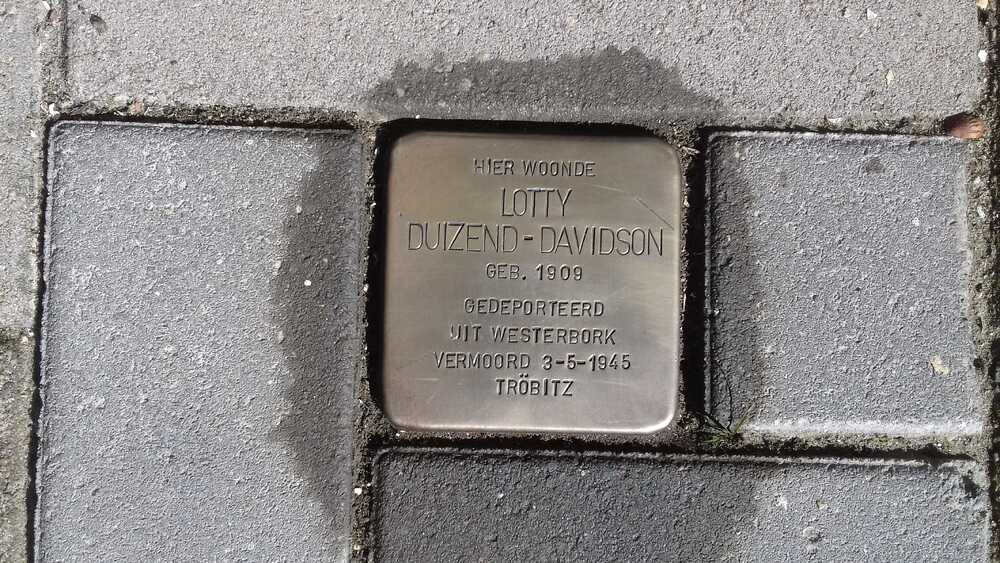 HIER WOONDE
LOTTY
DUIZEND-DAVIDSON
GEB. 1909
GEDEPORTEERD
UIT WESTERBORK
VERMOORD 3-5-1945
TRÖBITZ